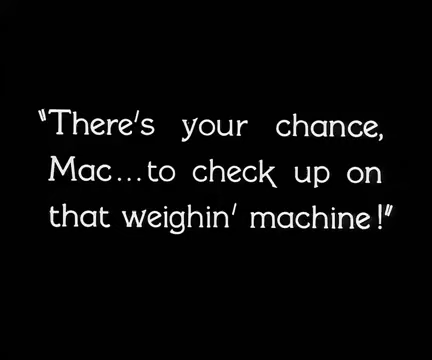 "There's your chance,
Mac...to check up on
that weighin' machine!"